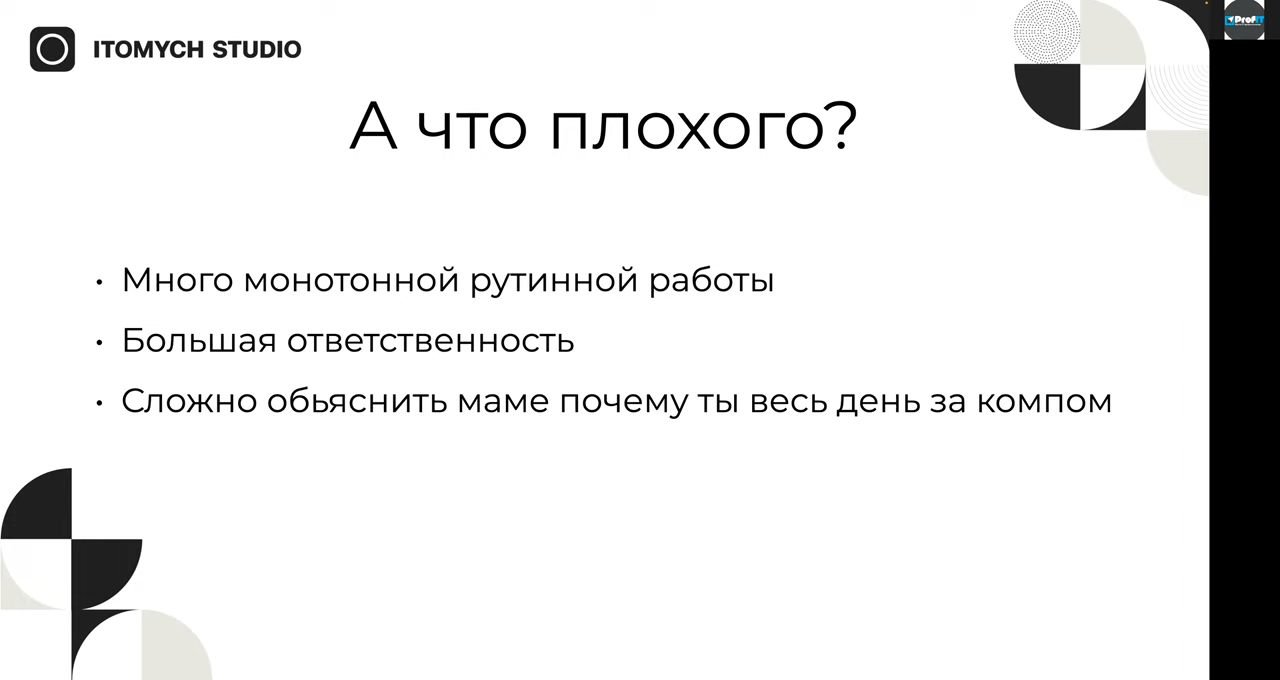 ITOMYCH STUDIO
ProfIT
А что плохого?
• Много монотонной рутинной работы
• Большая ответственность
• Сложно обьяснить маме почему ты весь день за компом